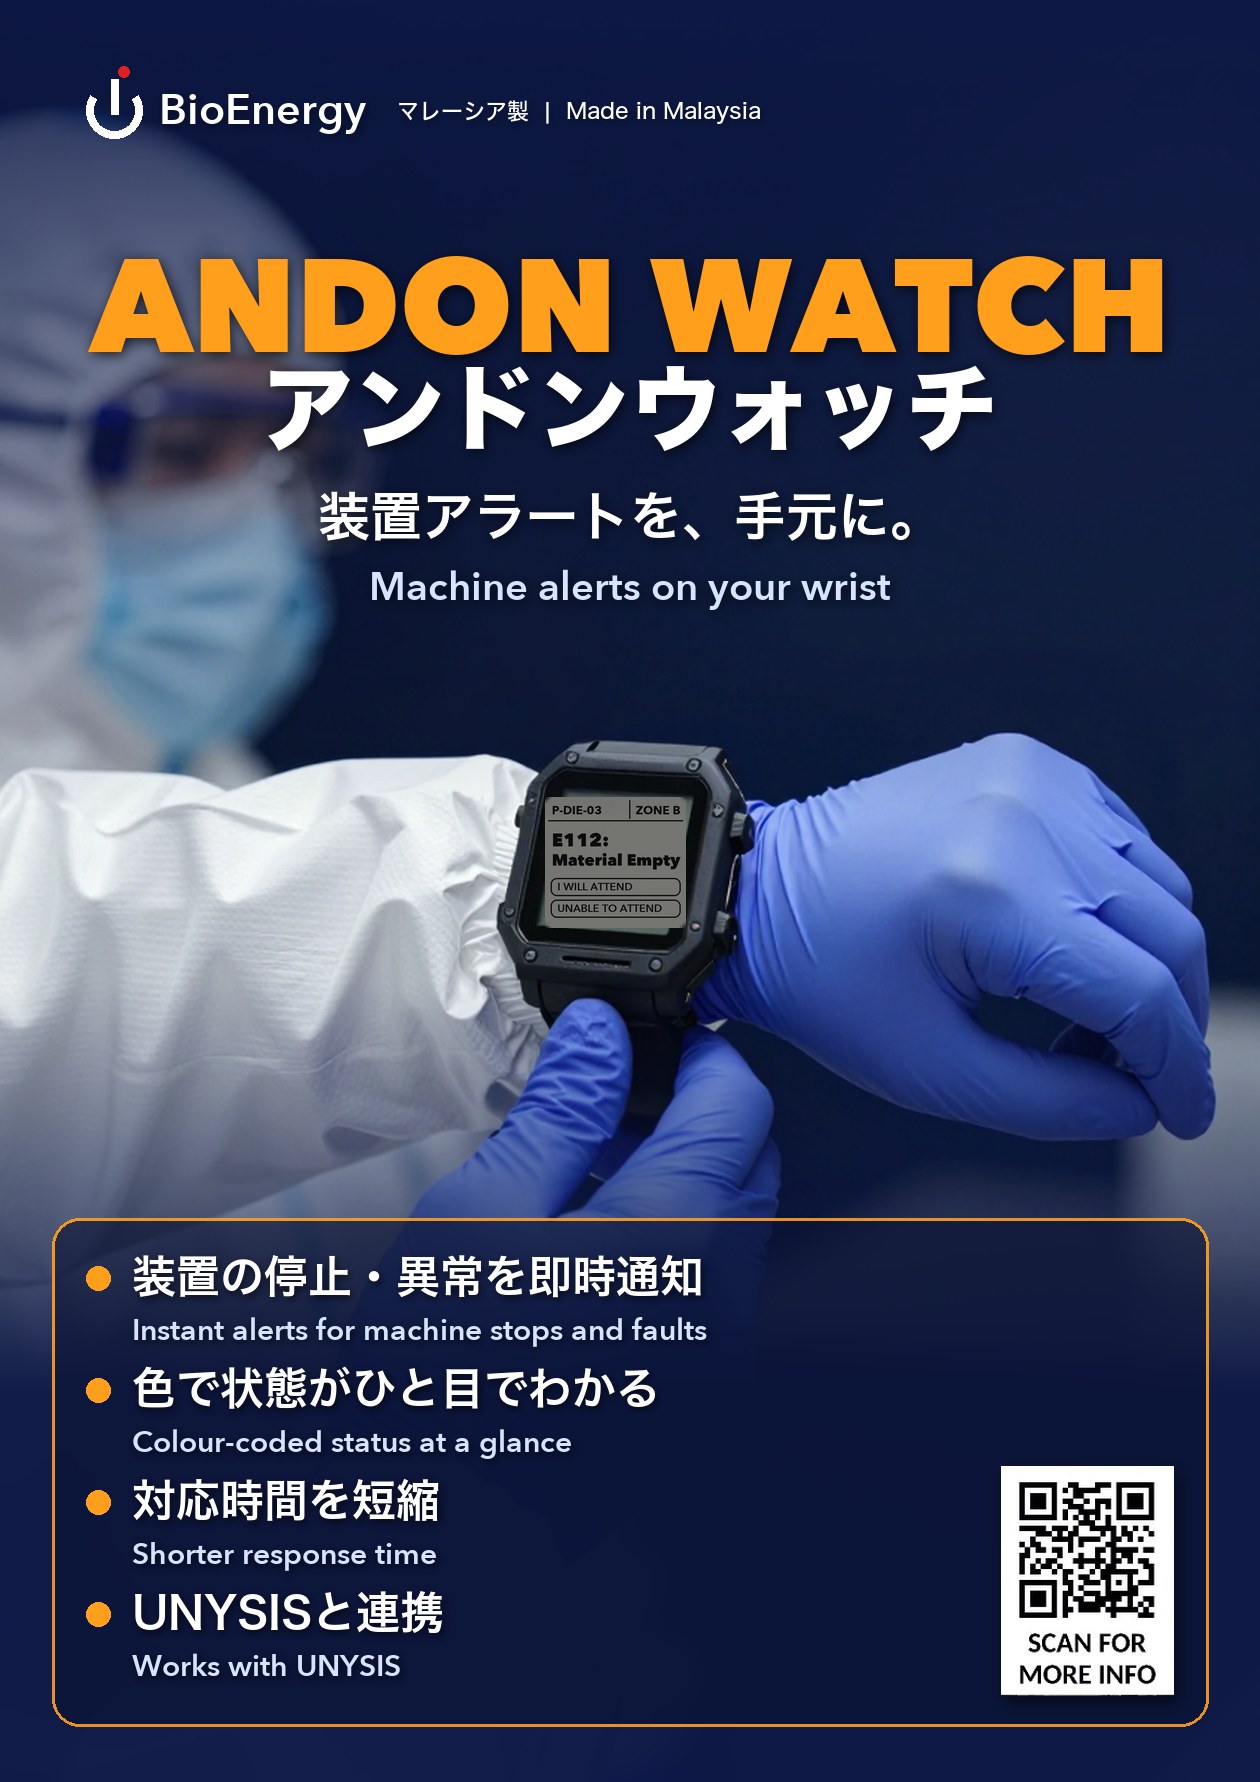 BioEnergy マレーシア製 | Made in Malaysia
ANDON WATCH
アンドンウォッチ
装置アラートを、手元に。
Machine alerts on your wrist
P-DIE-03 | ZONE B
E112:
Material Empty
I WILL ATTEND
UNABLE TO ATTEND
装置の停止・異常を即時通知
Instant alerts for machine stops and faults
色で状態がひと目でわかる
Colour-coded status at a glance
対応時間を短縮
Shorter response time
UNYSISと連携
Works with UNYSIS
SCAN FOR
MORE INFO